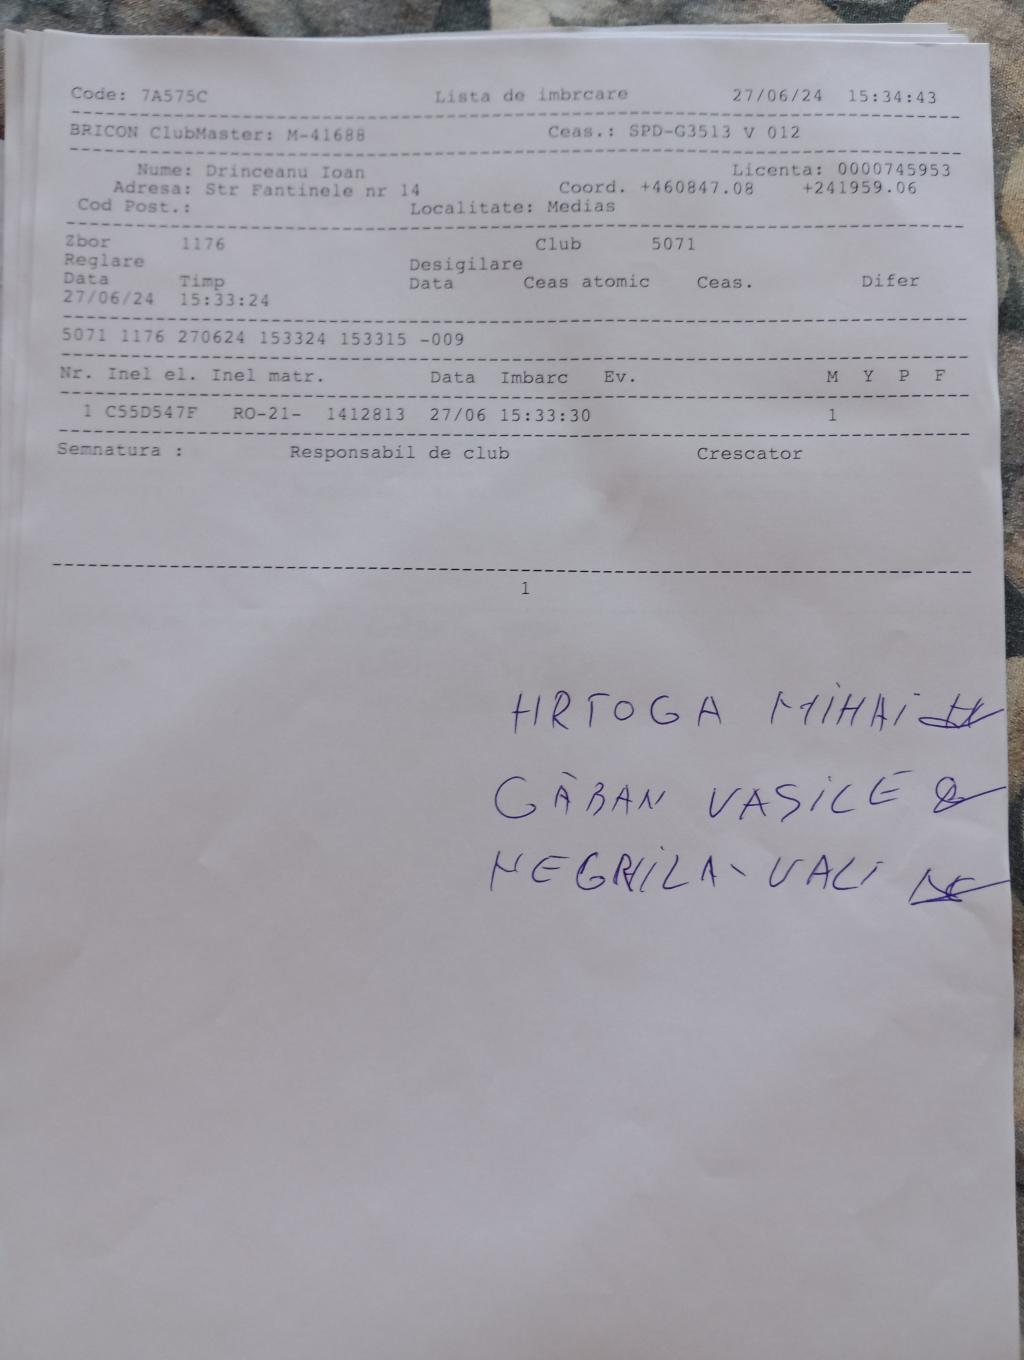 Code: 7A575C Lista de imbrcare 27/06/24 15:34:43
BRICON ClubMaster: M-41688 Ceas.: SPD-G3513 V 012
Nume: Drinceanu Ioan Licenta: 0000745953
Adresa: Str Fantinele nr 14 Coord. +460847.08 +241959.06
Cod Post.: Localitate: Medias
Zbor 1176 Club 5071
Reglare Desigilare
Data Timp Data Ceas atomic Ceas. Difer
27/06/24 15:33:24
5071 1176 270624 153324 153315 -009
Nr. Inel el. Inel matr. Data Imbarc Ev. M Y P F
1 C55D547F RO-21- 1412813 27/06 15:33:30 1
Semnatura : Responsabil de club Crescator
1
HRTOGA MIHAI
GĂBAN VASILE
NEGHILA-VALI